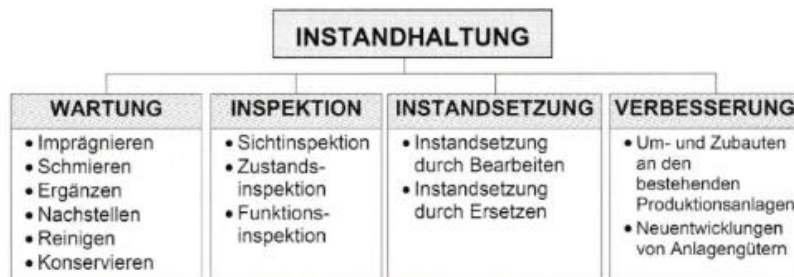 INSTANDHALTUNG
WARTUNG
• Imprägnieren
• Schmieren
• Ergänzen
• Nachstellen
• Reinigen
• Konservieren
INSPEKTION
• Sichtinspektion
• Zustands-
inspektion
• Funktions-
inspektion
INSTANDSETZUNG
• Instandsetzung
durch Bearbeiten
• Instandsetzung
durch Ersetzen
VERBESSERUNG
• Um- und Zubauten
an den
bestehenden
Produktionsanlagen
• Neuentwicklungen
von Anlagengütern